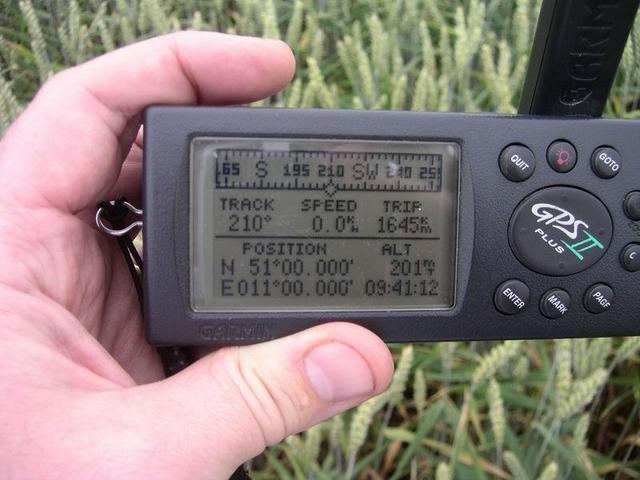 GARMIN
165 S 195 210 SW 240 25
TRACK SPEED TRIP
210° 0.0 1645
POSITION ALT
N 51°00.000' 201
E011°00.000' 09:41:12
GARMIN
QUIT
GOTO
GPS II
PLUS
ENTER
MARK
PAGE